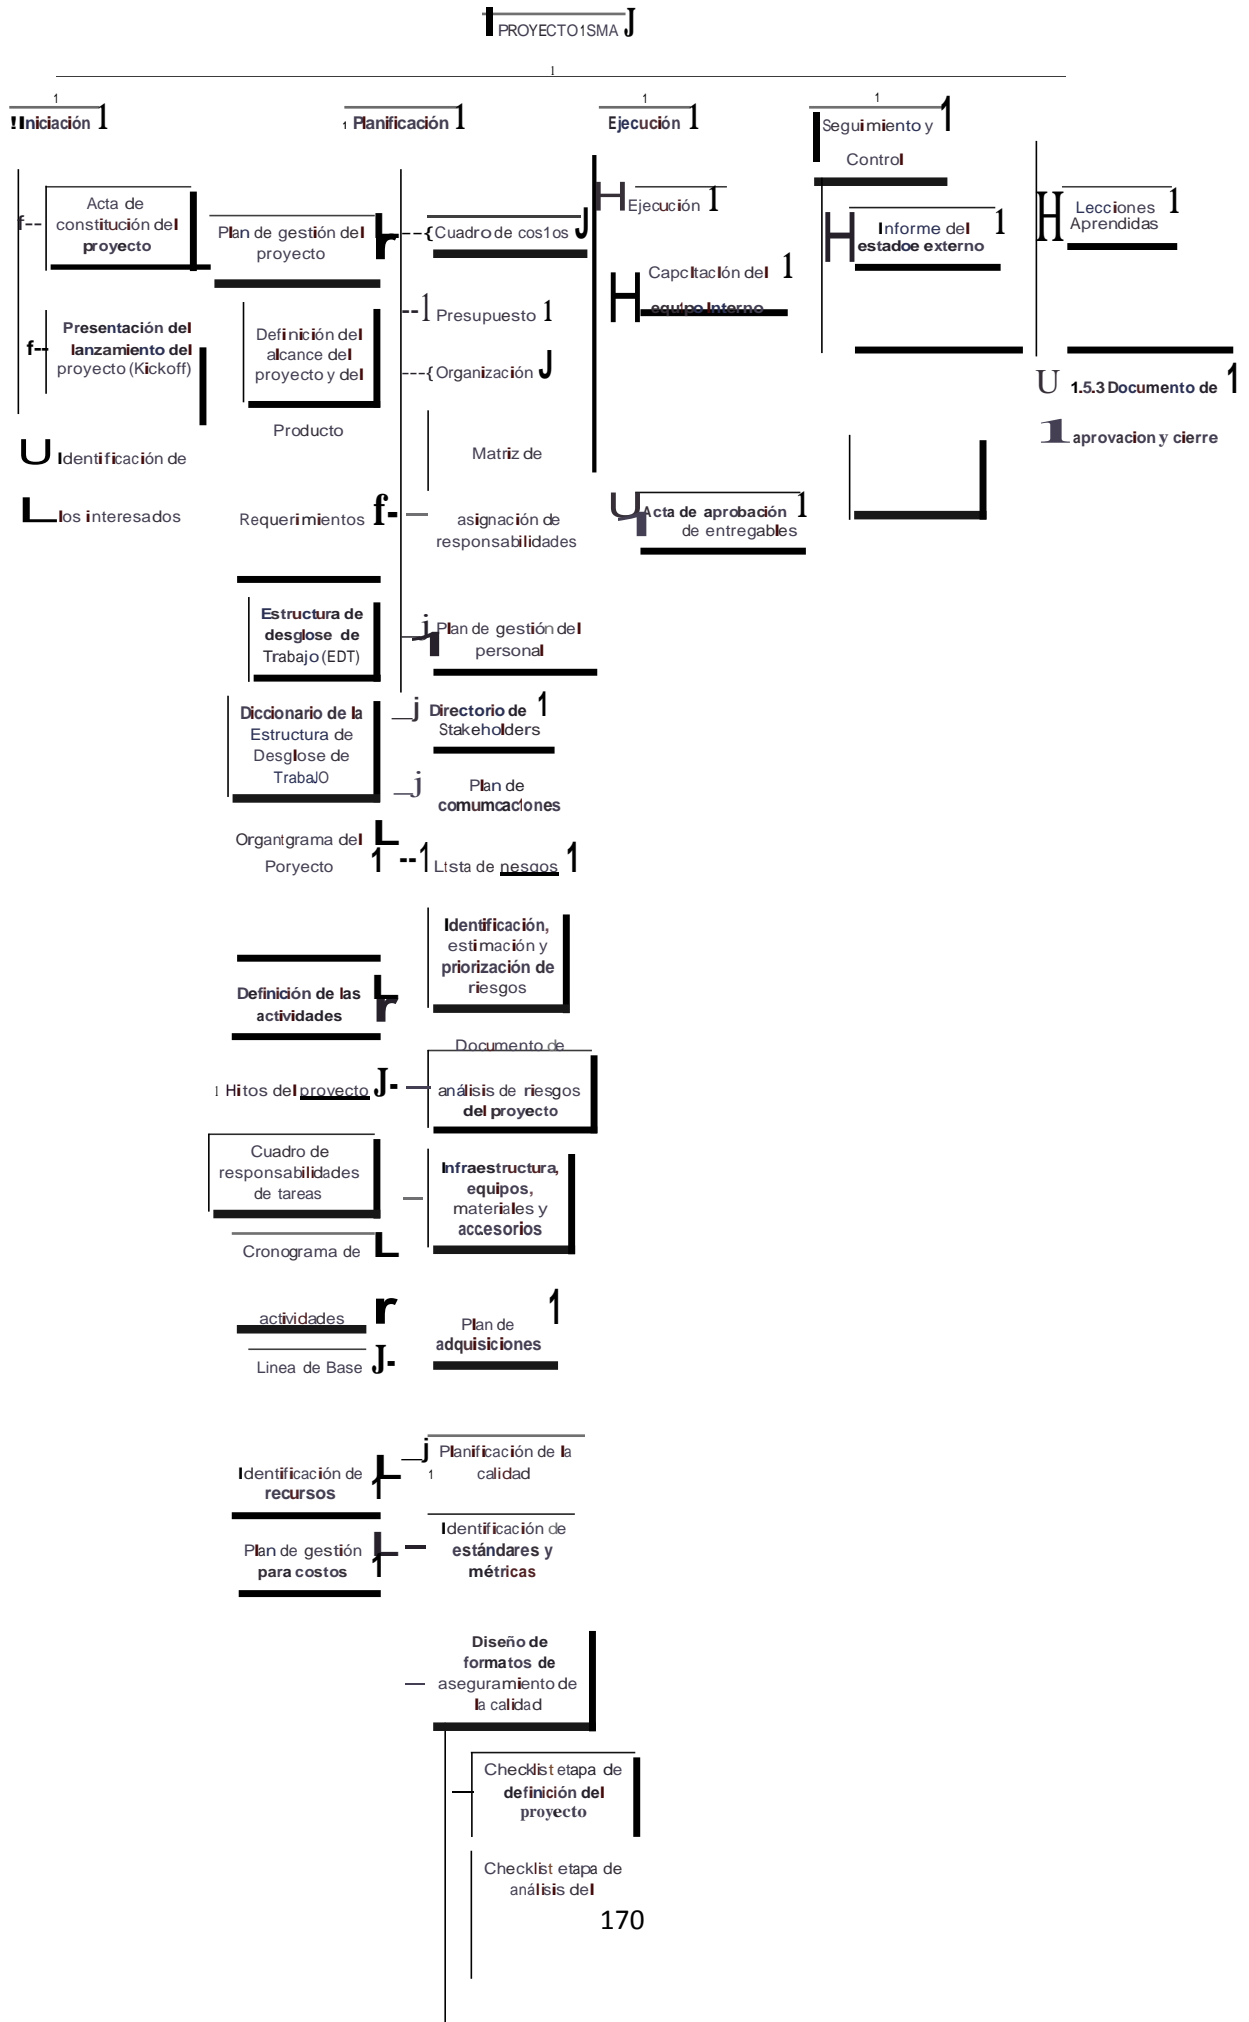 PROYECTO1SMA
Iniciación
Planificación
Ejecución
Seguimiento y
Control
Acta de
constitución del
proyecto
Presentación del
lanzamiento del
proyecto (Kickoff)
Identificación de
los interesados
Plan de gestión del
proyecto
Definición del
alcance del
proyecto y del
Producto
Requerimientos
Estructura de
desglose de
Trabajo (EDT)
Diccionario de la
Estructura de
Desglose de
TrabaJO
Organtgrama del
Poryecto
Definición de las
actividades
Hitos del proyecto
Cuadro de
responsabilidades
de tareas
Cronograma de
actividades
Linea de Base
Identificación de
recursos
Plan de gestión
para costos
Cuadro de cos1os
Presupuesto
Organización
Matriz de
asignación de
responsabilidades
Plan de gestión del
personal
Directorio de
Stakeholders
Plan de
comumcac1ones
Ltsta de nesgos
Identificación,
estimación y
priorización de
riesgos
Documento de
análisis de riesgos
del proyecto
Infraestructura,
equipos,
materiales y
accesorios
Plan de
adquisiciones
Planificación de la
calidad
Identificación de
estándares y
métricas
Diseño de
formatos de
aseguramiento de
la calidad
Checklist etapa de
definición del
proyecto
Checklist etapa de
análisis del
Ejecución
Capcltaclón del
equ1po Interno
Acta de aprobación
de entregables
Informe del
estadoe externo
Lecciones
Aprendidas
1.5.3 Documento de
aprovacion y cierre
170